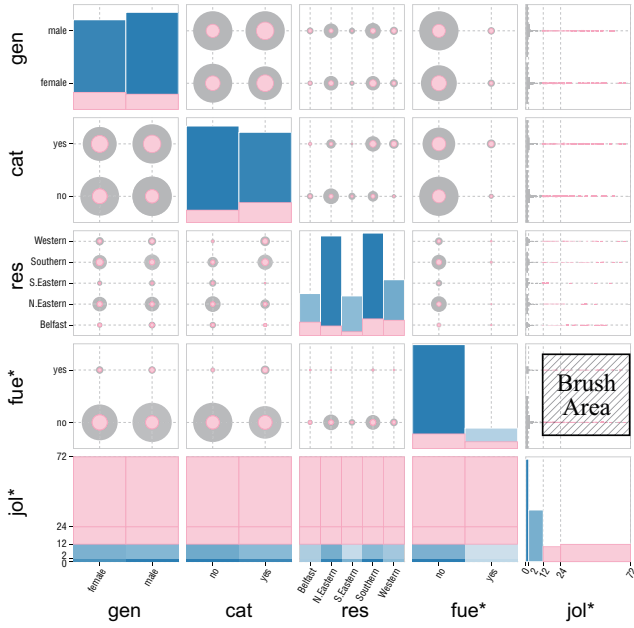 gen
male
female
cat
yes
no
res
Western
Southern
S.Eastern
N.Eastern
Belfast
fue*
yes
no
Brush
Area
jol*
72
24
12
2
0
female
male
no
yes
Belfast
N.Eastern
S.Eastern
Southern
Western
no
yes
0
2
12
24
72
gen
cat
res
fue*
jol*